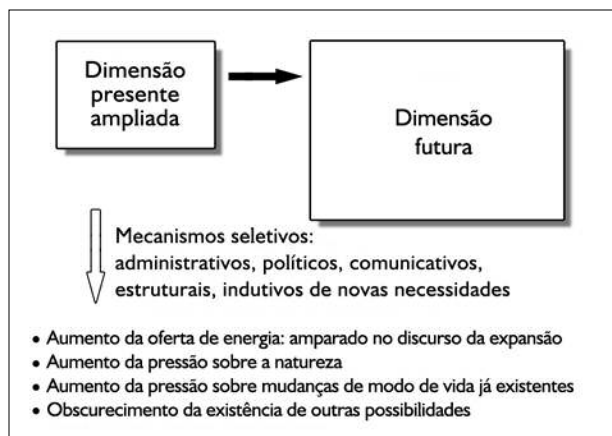 Dimensão
presente
ampliada
Dimensão
futura
Mecanismos seletivos:
administrativos, políticos, comunicativos,
estruturais, indutivos de novas necessidades
• Aumento da oferta de energia: amparado no discurso da expansão
• Aumento da pressão sobre a natureza
• Aumento da pressão sobre mudanças de modo de vida já existentes
• Obscurecimento da existência de outras possibilidades